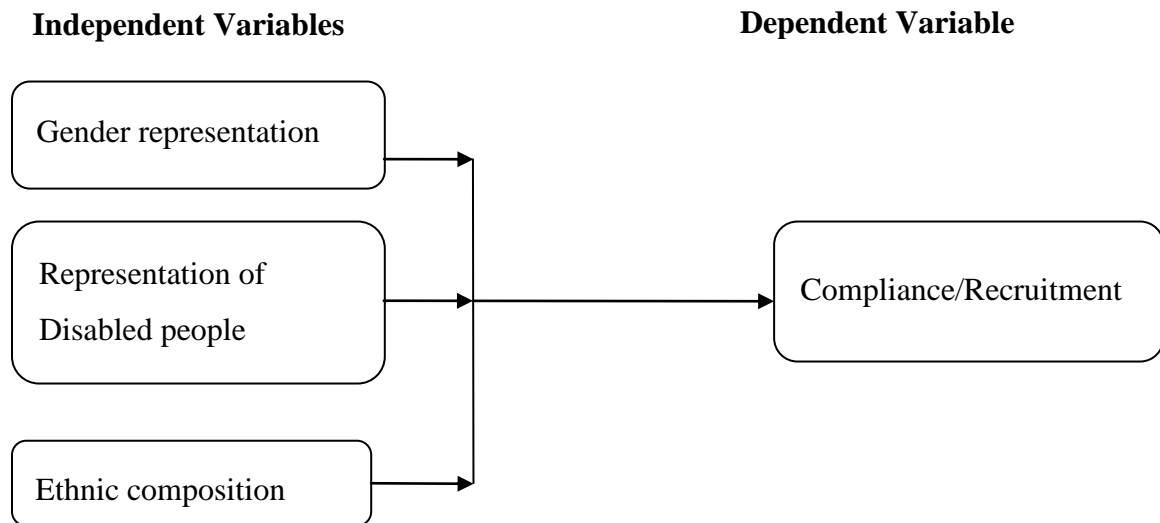 Independent Variables
Dependent Variable
Gender representation
Representation of
Disabled people
Compliance/Recruitment
Ethnic composition